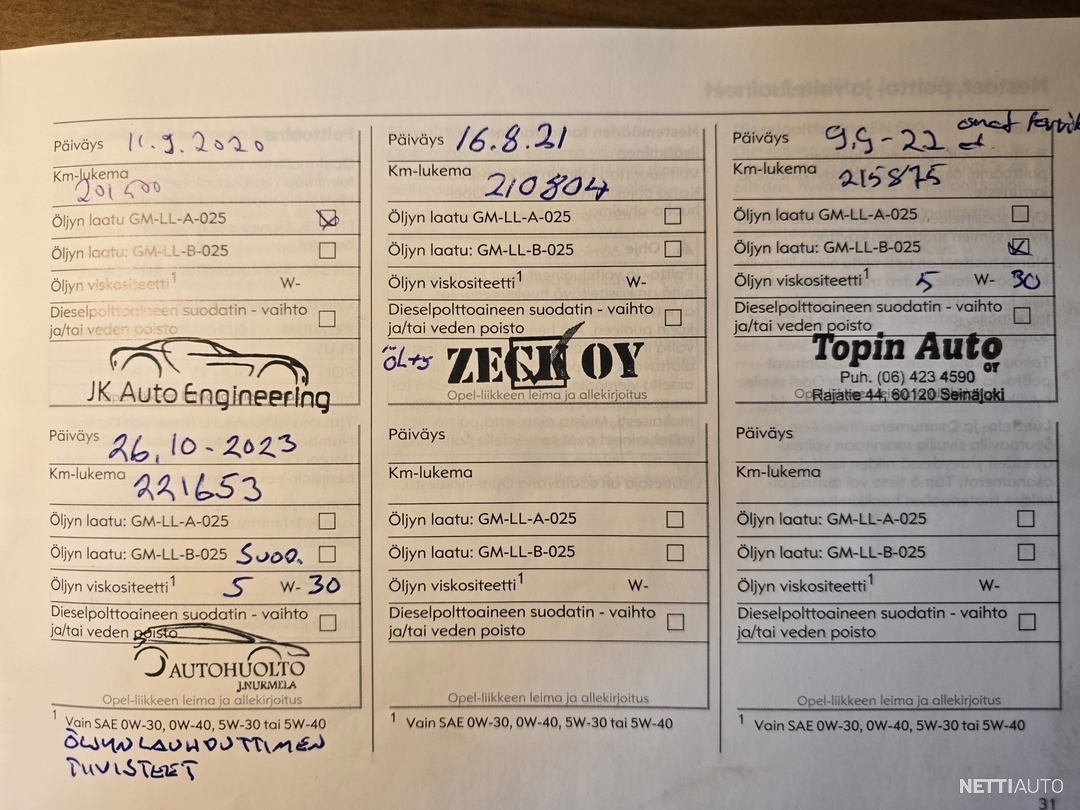 Päiväys 11.9.2020
Km-lukema
201500
Öljyn laatu GM-LL-A-025
Öljyn laatu: GM-LL-B-025
Öljyn viskositeetti1 W-
Dieselpolttoaineen suodatin - vaihto
ja/tai veden poisto
JK Auto Engineering
Päiväys 16.8.21
Km-lukema
210804
Öljyn laatu GM-LL-A-025
Öljyn laatu: GM-LL-B-025
Öljyn viskositeetti1 W-
Dieselpolttoaineen suodatin - vaihto
ja/tai veden poisto
ZECK OY
Opel-liikkeen leima ja allekirjoitus
Päiväys 9.9-22
Km-lukema 215875
Öljyn laatu GM-LL-A-025
Öljyn laatu: GM-LL-B-025
Öljyn viskositeetti1 5 W- 30
Dieselpolttoaineen suodatin - vaihto
ja/tai veden poisto
Topin Auto
oy
Puh. (06) 423 4590
Rajatie 44, 60120 Seinäjoki
Päiväys 26.10-2023
Km-lukema
221653
Öljyn laatu: GM-LL-A-025
Öljyn laatu: GM-LL-B-025 Suod.
Öljyn viskositeetti1 5 W- 30
Dieselpolttoaineen suodatin - vaihto
ja/tai veden poisto
AUTOHUOLTO
J.NURMELA
Opel-liikkeen leima ja allekirjoitus
1 Vain SAE 0W-30, 0W-40, 5W-30 tai 5W-40
ÖLJYNLAUHDUTTIMEN
TIIVISTEET
Päiväys
Km-lukema
Öljyn laatu: GM-LL-A-025
Öljyn laatu: GM-LL-B-025
Öljyn viskositeetti1 W-
Dieselpolttoaineen suodatin - vaihto
ja/tai veden poisto
Opel-liikkeen leima ja allekirjoitus
1 Vain SAE 0W-30, 0W-40, 5W-30 tai 5W-40
Päiväys
Km-lukema
Öljyn laatu: GM-LL-A-025
Öljyn laatu: GM-LL-B-025
Öljyn viskositeetti1 W-
Dieselpolttoaineen suodatin - vaihto
ja/tai veden poisto
Opel-liikkeen leima ja allekirjoitus
1 Vain SAE 0W-30, 0W-40, 5W-30 tai 5W-40
31
NETTIAUTO